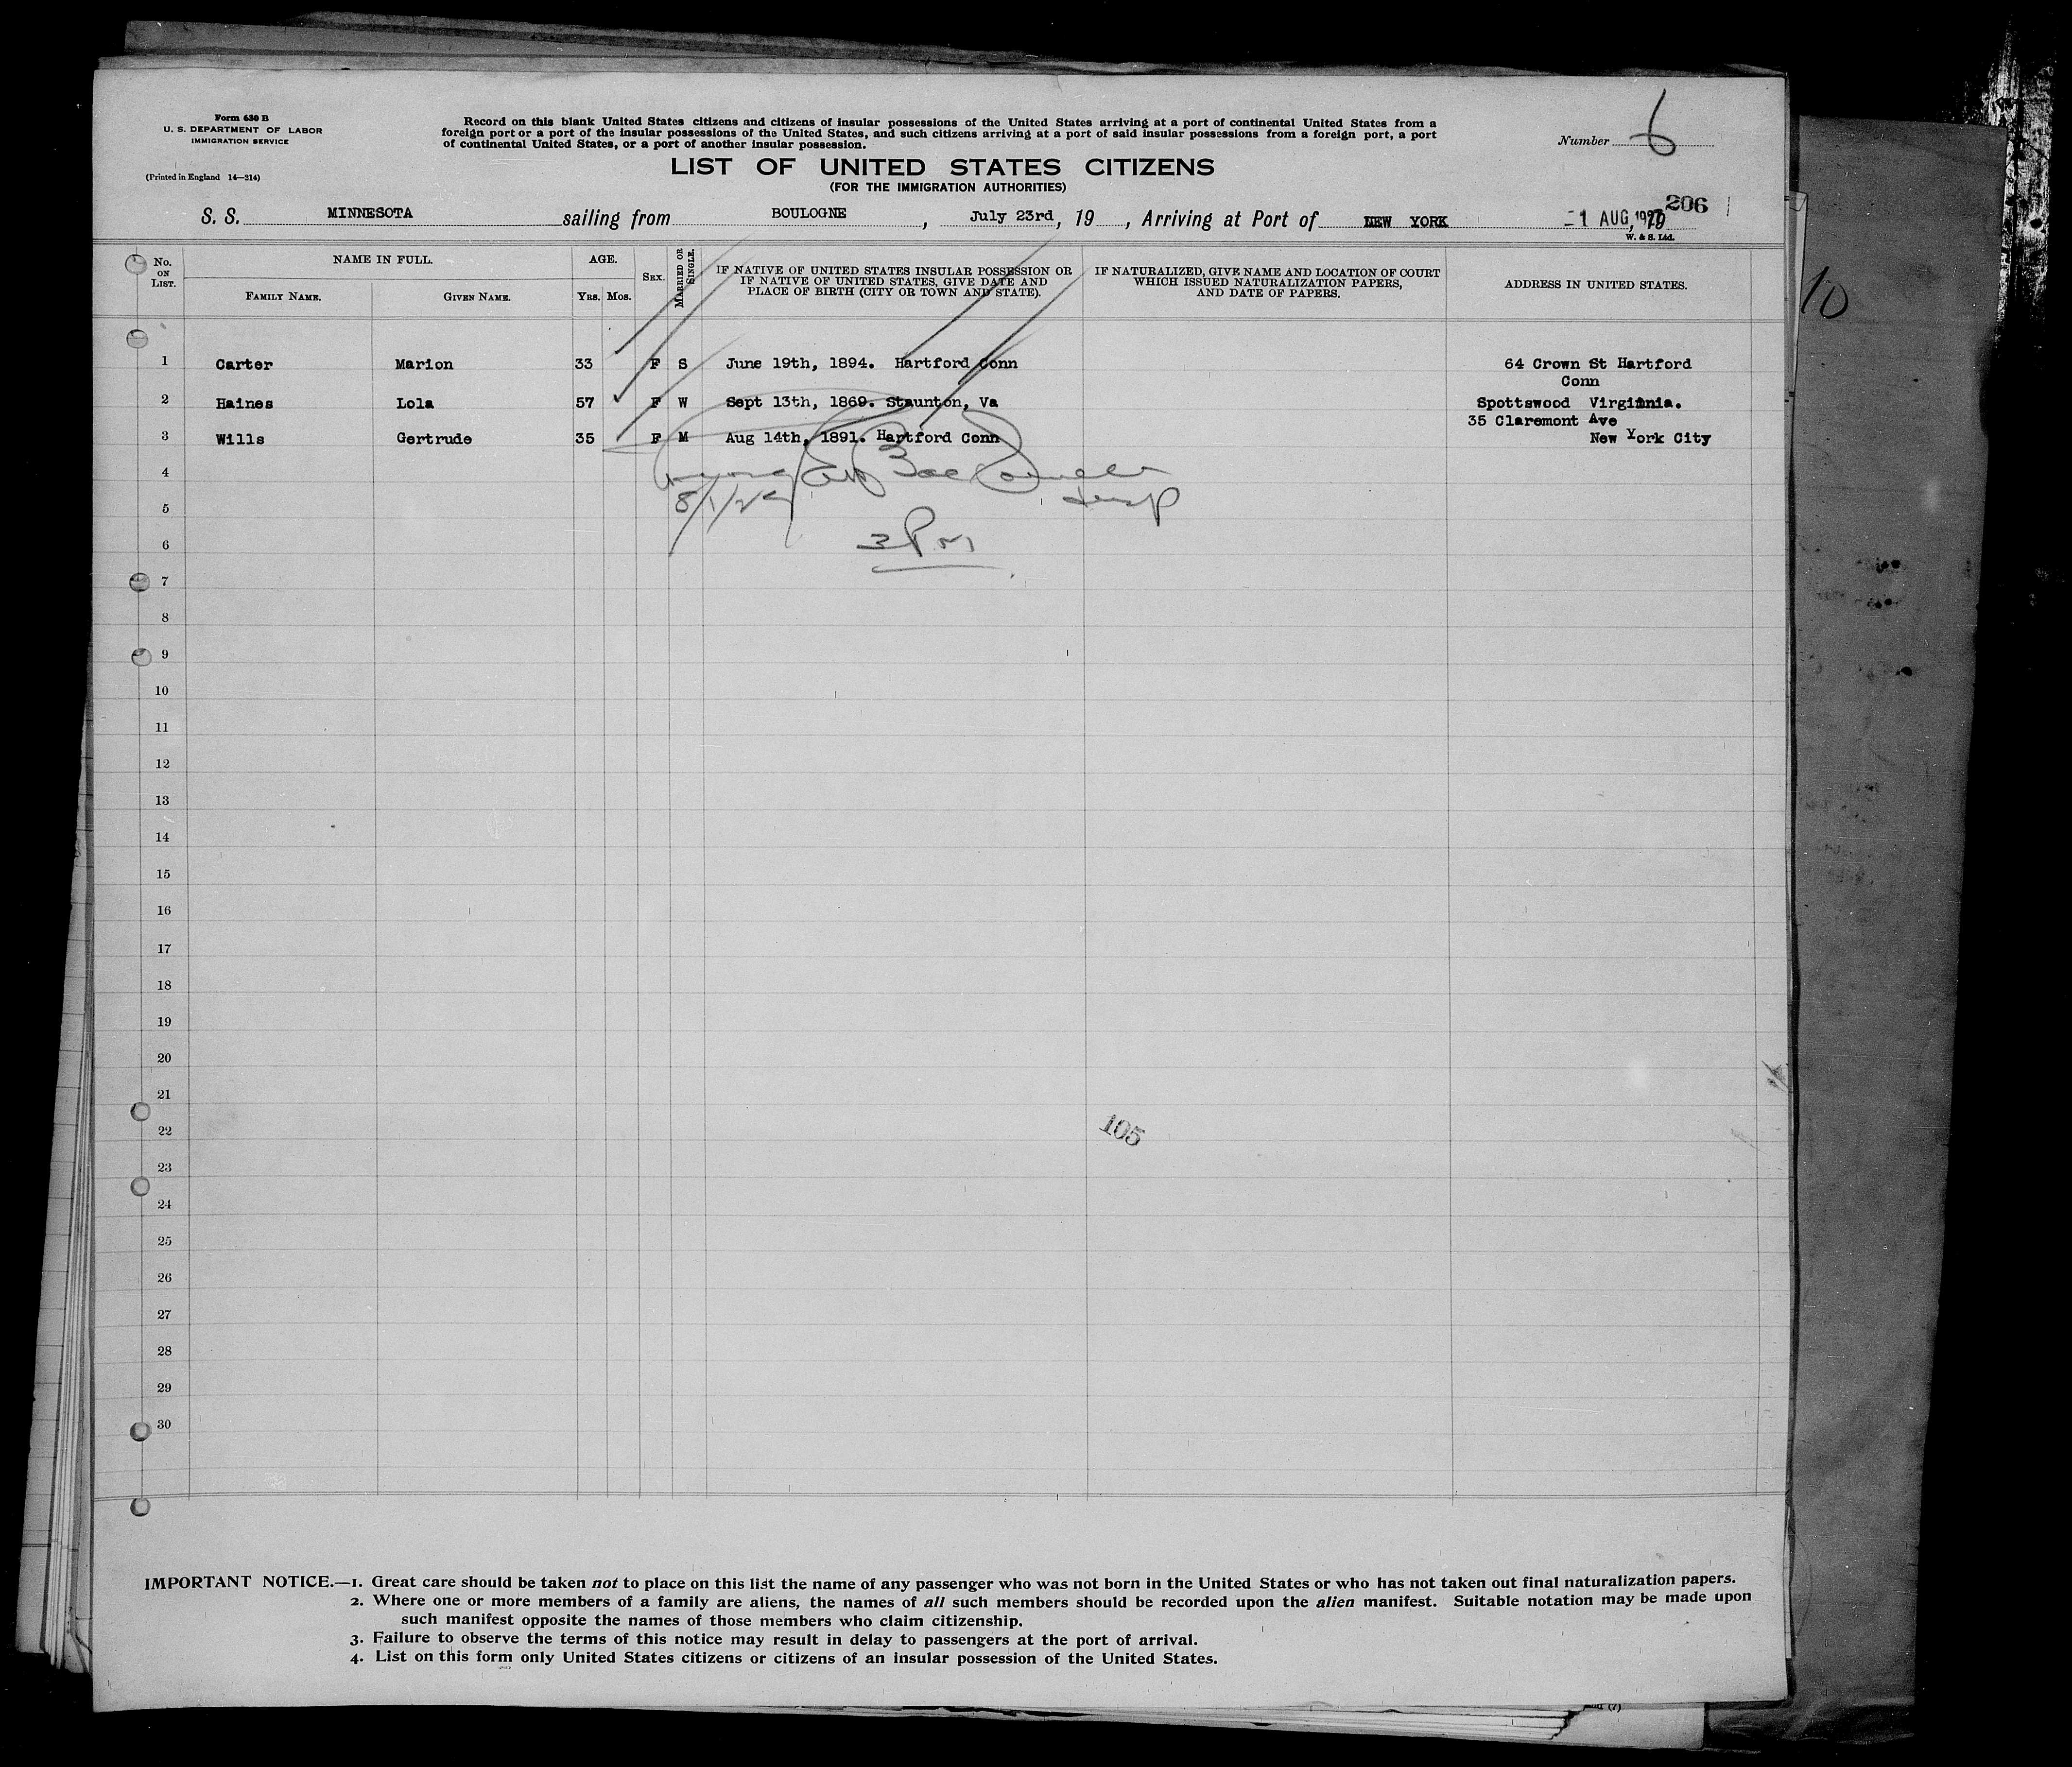 Form 630 B
U. S. DEPARTMENT OF LABOR
IMMIGRATION SERVICE
(Printed in England 14—214)
Record on this blank United States citizens and citizens of insular possessions of the United States arriving at a port of continental United States from a
foreign port or a port of the insular possessions of the United States, and such citizens arriving at a port of said insular possessions from a foreign port, a port
of continental United States, or a port of another insular possession.
Number 6
LIST OF UNITED STATES CITIZENS
(FOR THE IMMIGRATION AUTHORITIES)
206
S. S. MINNESOTA sailing from BOULOGNE, July 23rd, 19 , Arriving at Port of NEW YORK 1 AUG 1927, 19
W. & S. Ltd.
No. ON LIST. NAME IN FULL. FAMILY NAME. GIVEN NAME. AGE. YRS. MOS. SEX. MARRIED OR SINGLE.
IF NATIVE OF UNITED STATES INSULAR POSSESSION OR
IF NATIVE OF UNITED STATES, GIVE DATE AND
PLACE OF BIRTH (CITY OR TOWN AND STATE).
IF NATURALIZED, GIVE NAME AND LOCATION OF COURT
WHICH ISSUED NATURALIZATION PAPERS,
AND DATE OF PAPERS.
ADDRESS IN UNITED STATES.
10
1 Carter Marion 33 F S June 19th, 1894. Hartford Conn 64 Crown St Hartford
Conn
2 Haines Lola 57 F W Sept 13th, 1869. Staunton, Va Spottswood Virginnia.
35 Claremont Ave
3 Wills Gertrude 35 F M Aug 14th, 1891. Hartford Conn New York City
4
8/1/27 Insp
5
3 PM
6
7
8
9
10
11
12
13
14
15
16
17
18
19
20
21
105
22
23
24
25
26
27
28
29
30
IMPORTANT NOTICE.—1. Great care should be taken not to place on this list the name of any passenger who was not born in the United States or who has not taken out final naturalization papers.
2. Where one or more members of a family are aliens, the names of all such members should be recorded upon the alien manifest. Suitable notation may be made upon
such manifest opposite the names of those members who claim citizenship.
3. Failure to observe the terms of this notice may result in delay to passengers at the port of arrival.
4. List on this form only United States citizens or citizens of an insular possession of the United States.